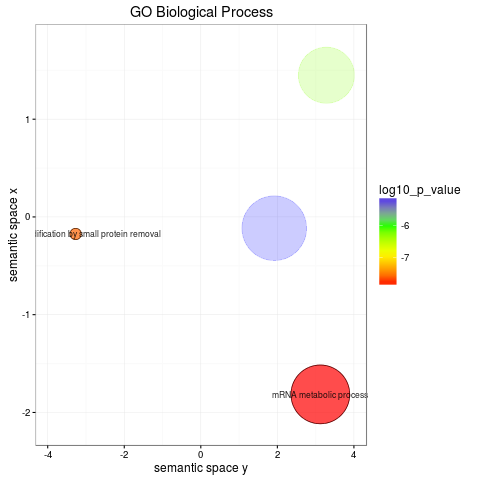 GO Biological Process
semantic space x
1
0
-1
-2
lification by small protein removal
mRNA metabolic process
-4
-2
0
2
4
semantic space y
log10_p_value
-6
-7